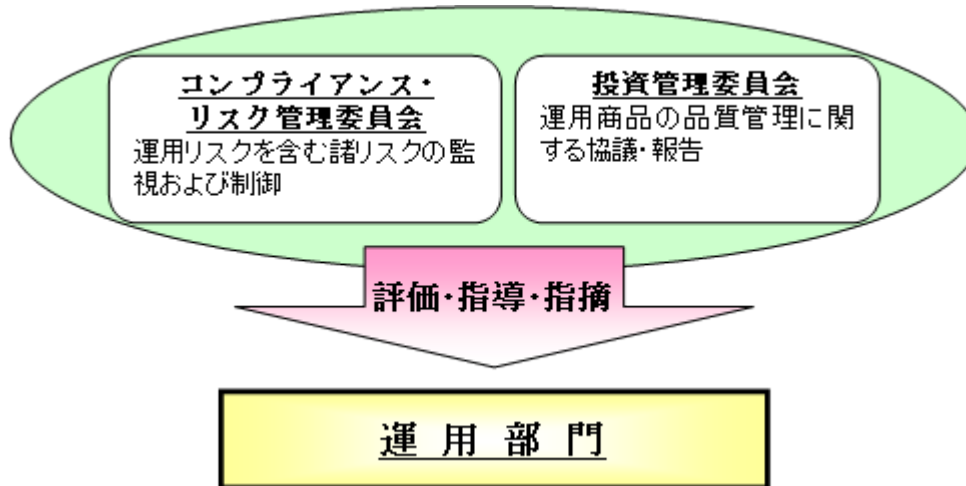 コンプライアンス・
リスク管理委員会
運用リスクを含む諸リスクの監
視および制御
投資管理委員会
運用商品の品質管理に関
する協議・報告
評価・指導・指摘
運用部門